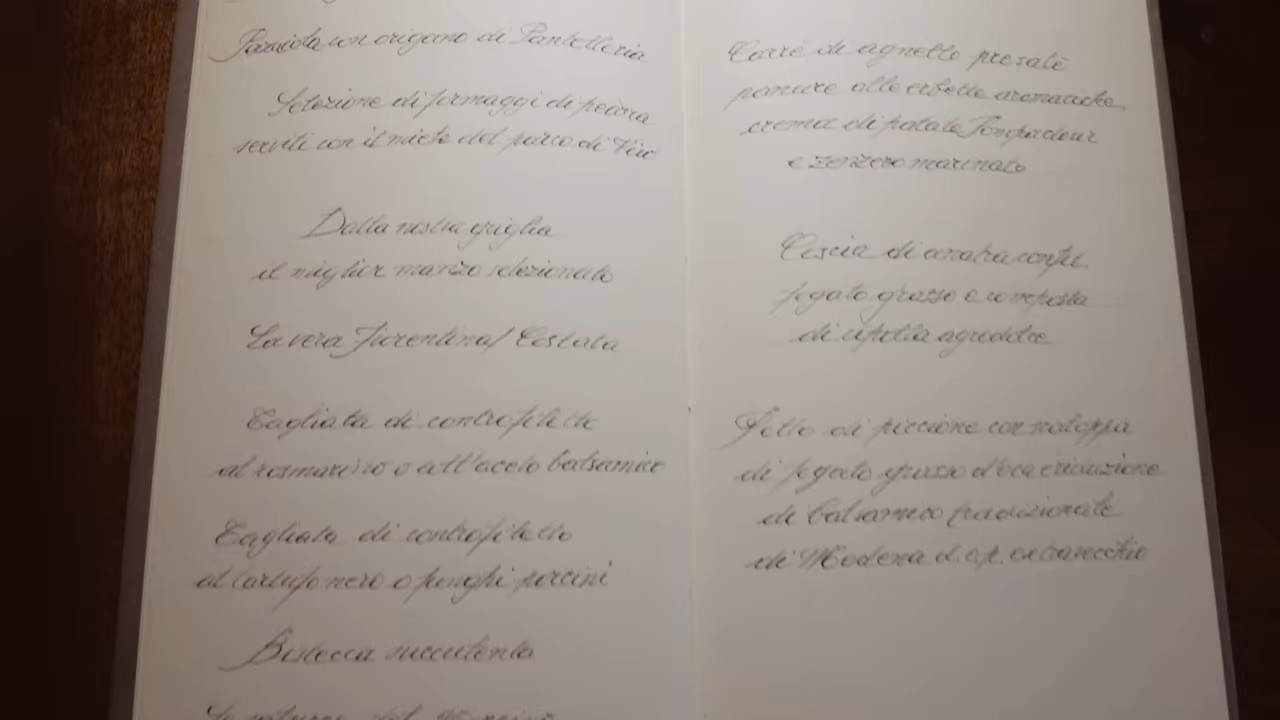 con origano di Pantelleria
Selezione di formaggi di pecora
serviti con il miele del parco di Veio
Dalla nostra griglia
il miglior manzo selezionato
La vera Fiorentina / Costata
Tagliata di controfiletto
al rosmarino o all'aceto balsamico
Tagliata di controfiletto
al tartufo nero o funghi porcini
Bistecca succulenta
Carrè di agnello presalè
panure alle erbette aromatiche,
crema di patate Pompadour
e zenzero marinato
Coscia di anatra confit
fegato grasso e composta
di cipolla agrodolce
Petto di piccione con scaloppa
di fegato grasso d'oca e riduzione
di balsamico tradizionale
di Modena d.o.p. extravecchio